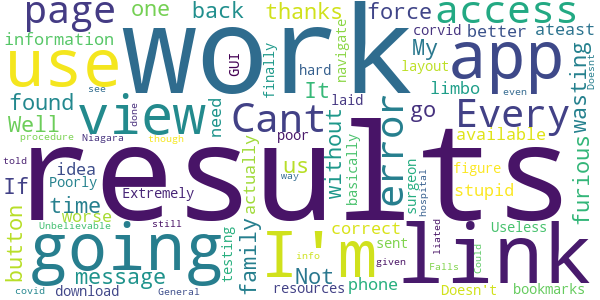 page one back thanks force access
information My corvid better ateast
use work app finally GUI hard navigate layout limbo
found view Cant Every wasting
Well It go
see even Doesnt
procedure done Niagara though
need error without laid available
If idea actually us poor basically surgeon hospital figure furious
told Poorly Extremely way stupid
time results
button worse family I'm correct Useless
Unbelievable still testing Not sent given liated
going link
message resources phone Falls Could Doesn't bookmarks
covid download General info